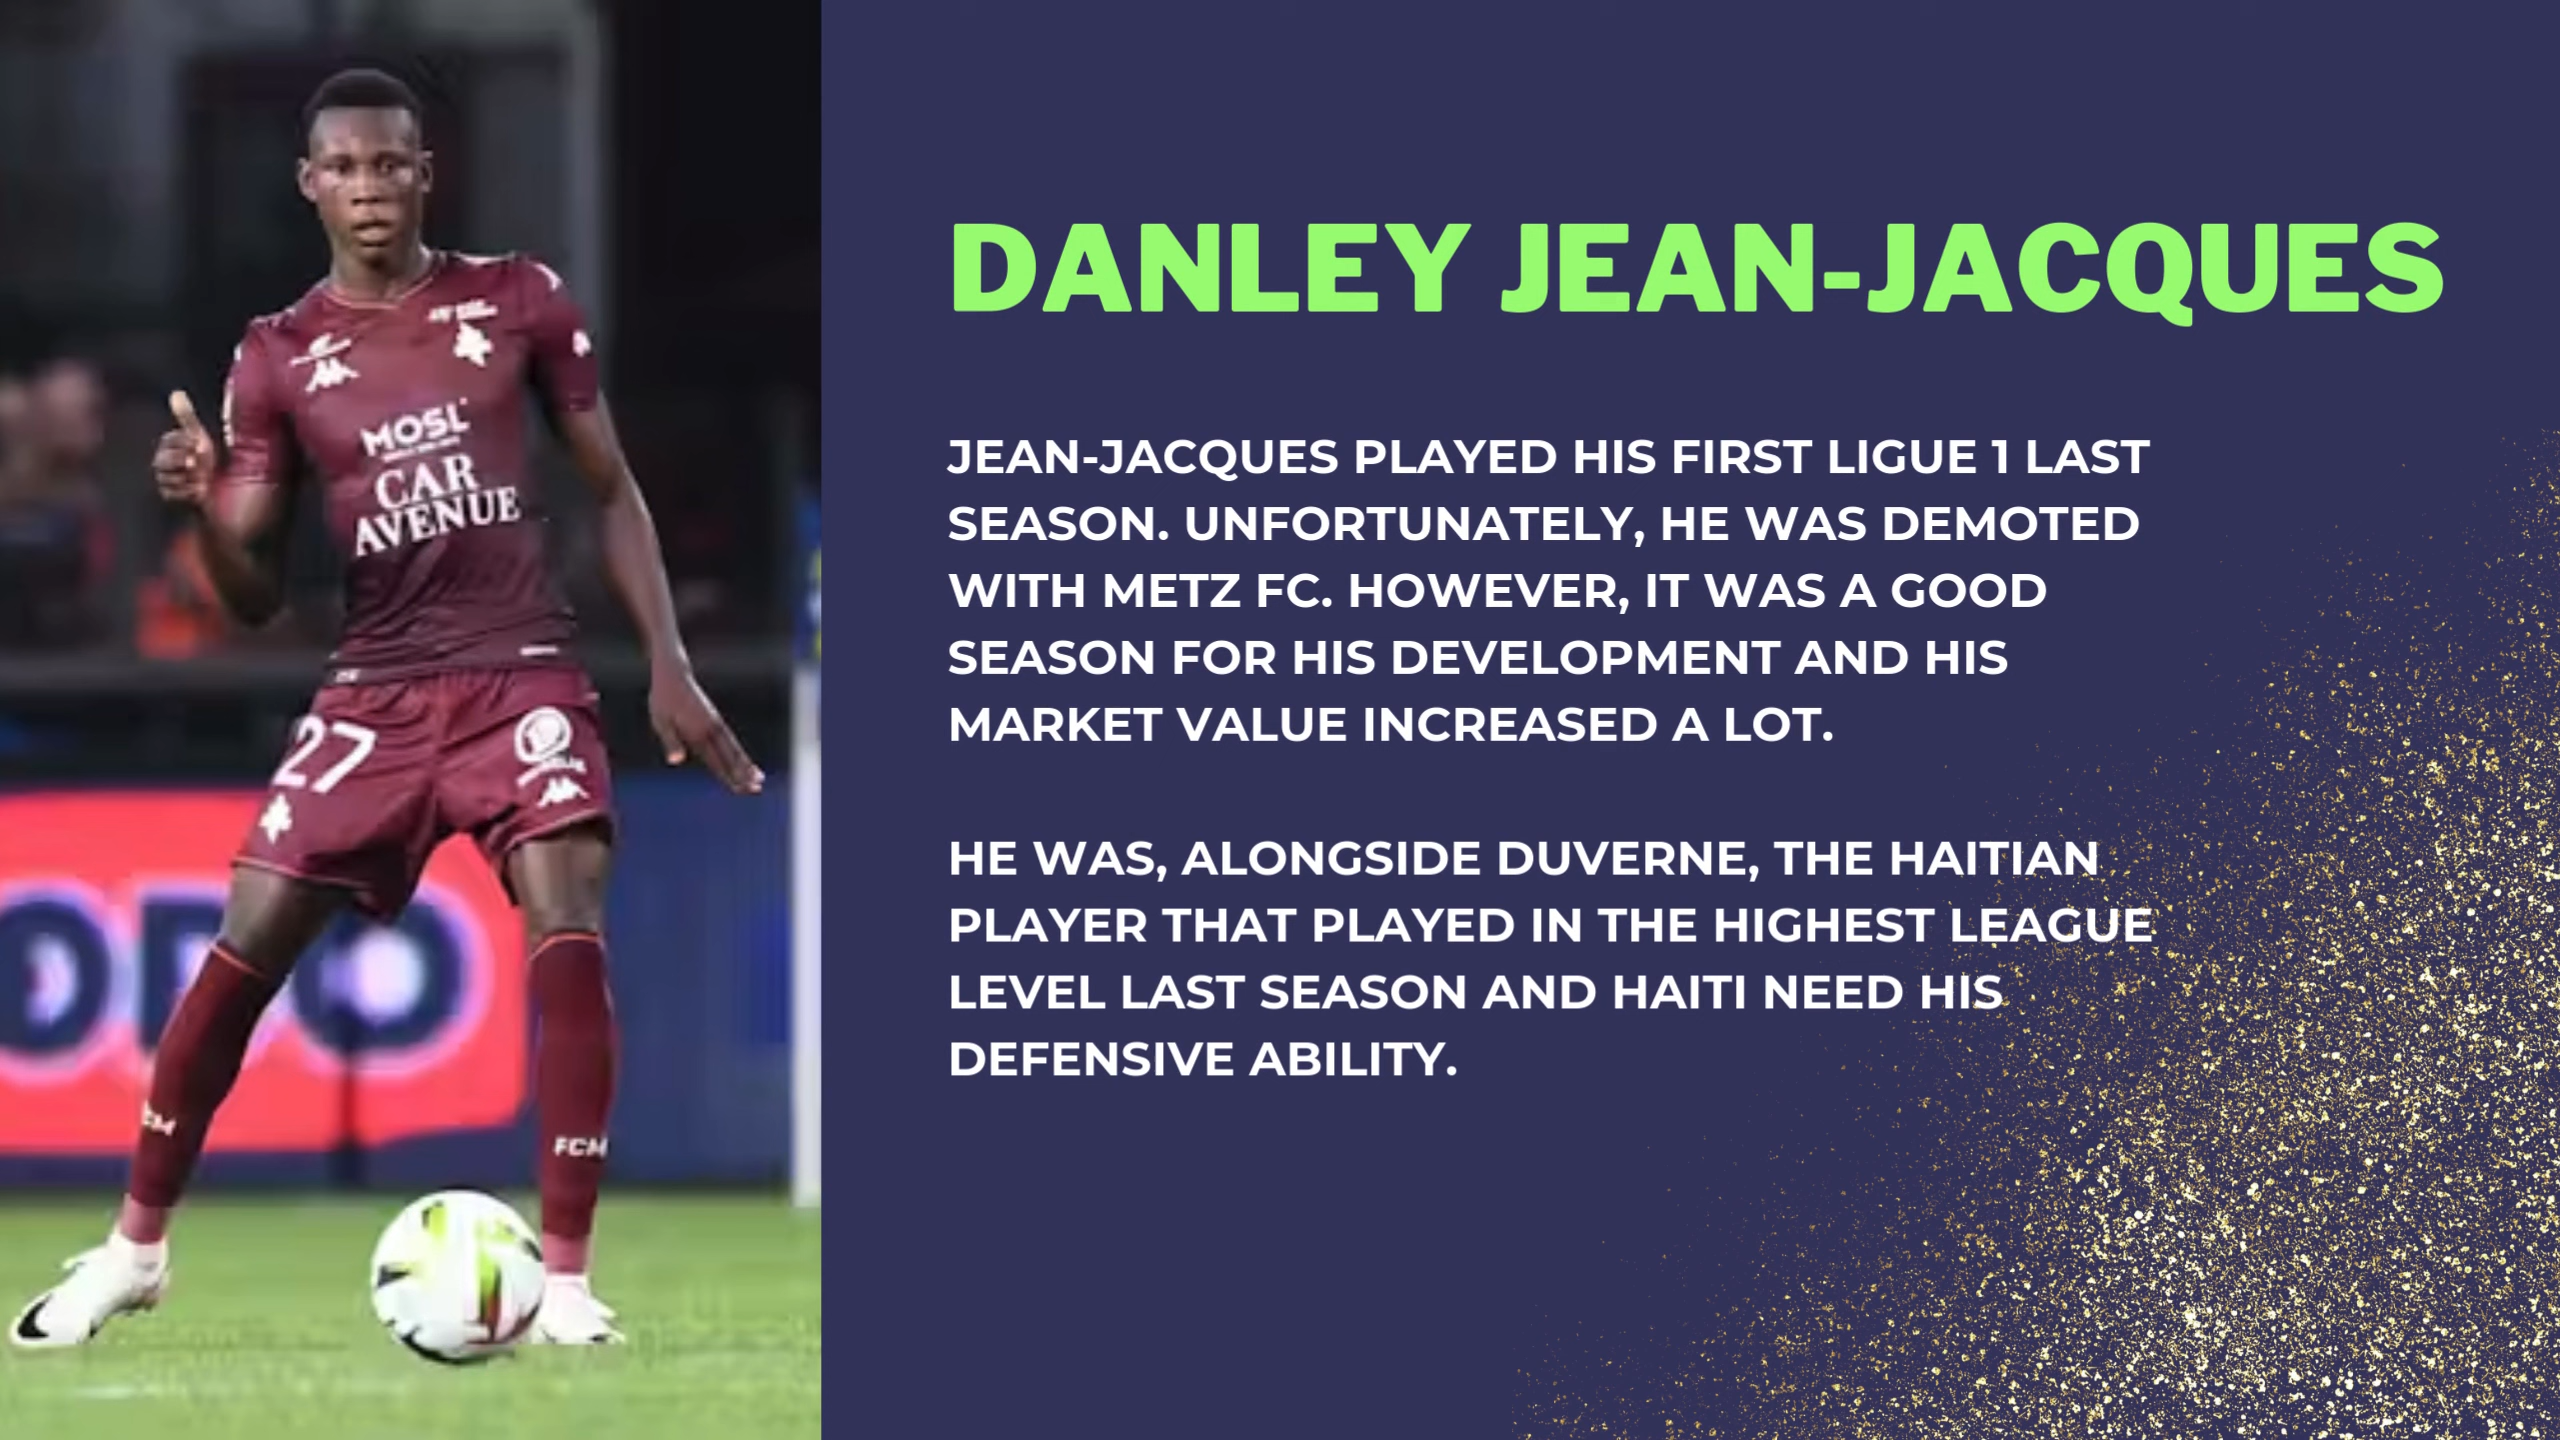 DANLEY JEAN-JACQUES
JEAN-JACQUES PLAYED HIS FIRST LIGUE 1 LAST
SEASON. UNFORTUNATELY, HE WAS DEMOTED
WITH METZ FC. HOWEVER, IT WAS A GOOD
SEASON FOR HIS DEVELOPMENT AND HIS
MARKET VALUE INCREASED A LOT.
HE WAS, ALONGSIDE DUVERNE, THE HAITIAN
PLAYER THAT PLAYED IN THE HIGHEST LEAGUE
LEVEL LAST SEASON AND HAITI NEED HIS
DEFENSIVE ABILITY.
MOSL
CAR
AVENUE
27
FCM